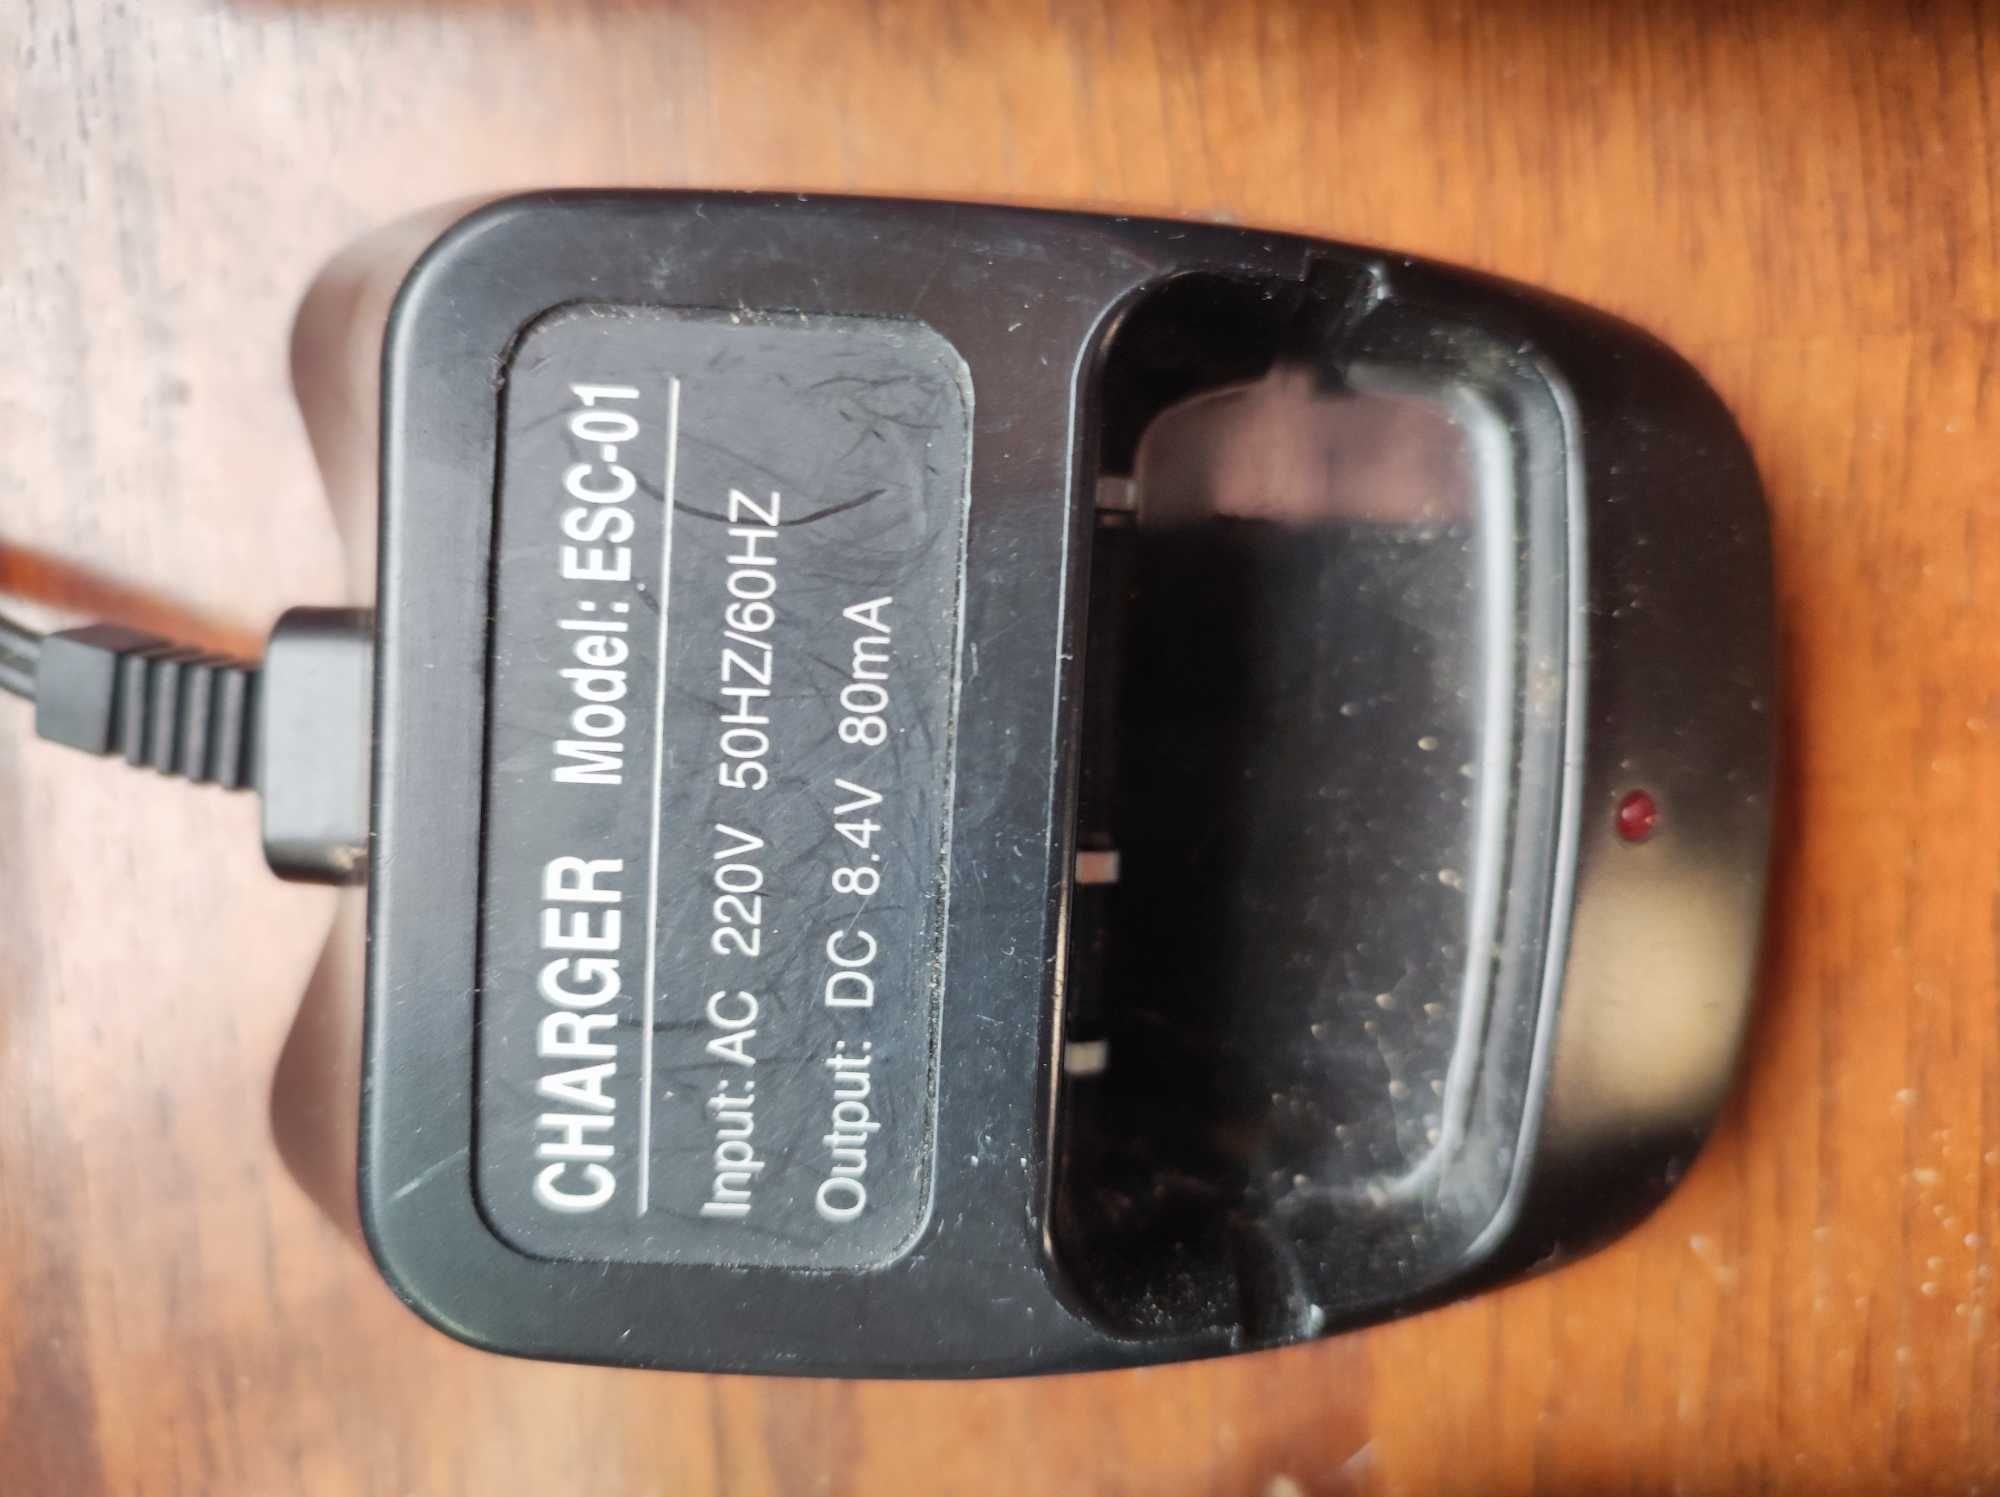 CHARGER Model: ESC-01
Input: AC 220V 50HZ/60HZ
Output: DC 8.4V 80mA